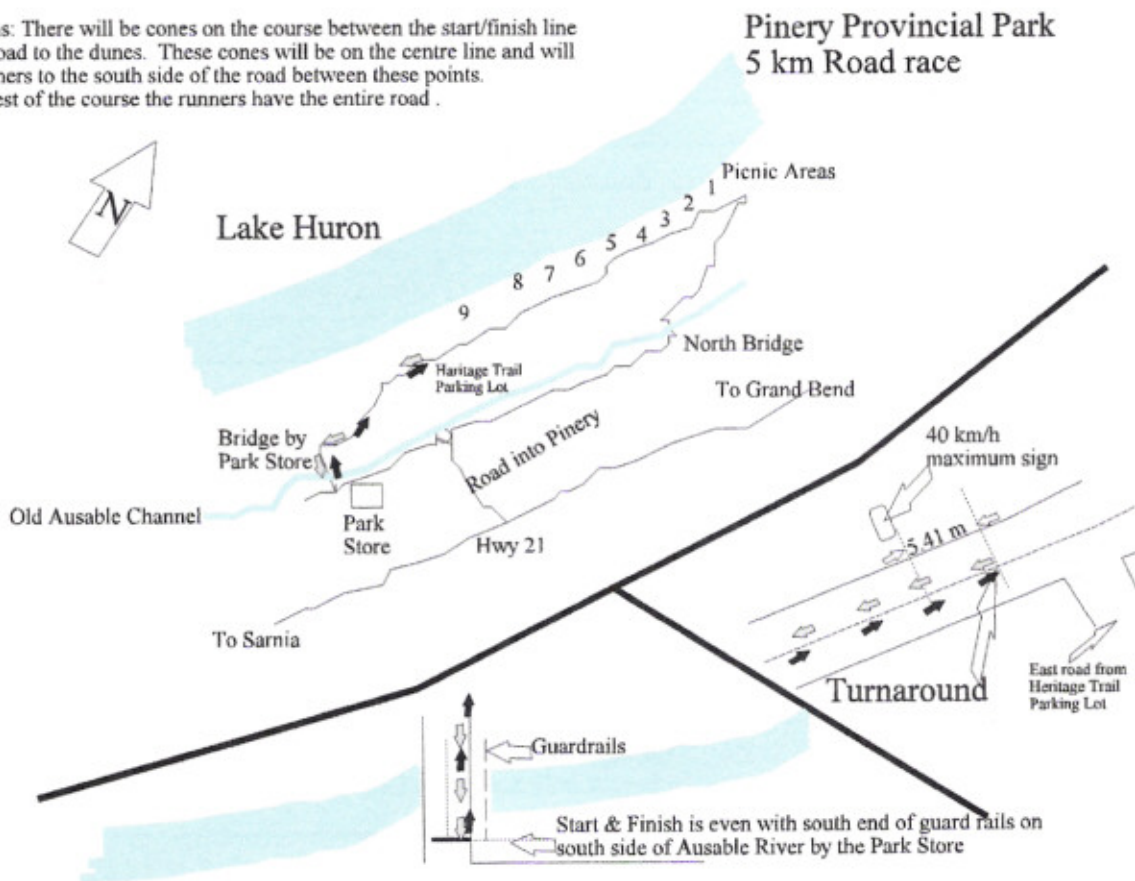 ns: There will be cones on the course between the start/finish line
road to the dunes. These cones will be on the centre line and will
ners to the south side of the road between these points.
est of the course the runners have the entire road .
Pinery Provincial Park
5 km Road race
N
Lake Huron
Picnic Areas
1
2
3
4
5
6
7
8
9
Haritage Trail
Parking Lot
North Bridge
To Grand Bend
Bridge by
Park Store
Road into Pinery
Old Ausable Channel
Park
Store
Hwy 21
To Sarnia
40 km/h
maximum sign
5.41 m
Turnaround
East road from
Heritage Trail
Parking Lot
Guardrails
Start & Finish is even with south end of guard rails on
south side of Ausable River by the Park Store